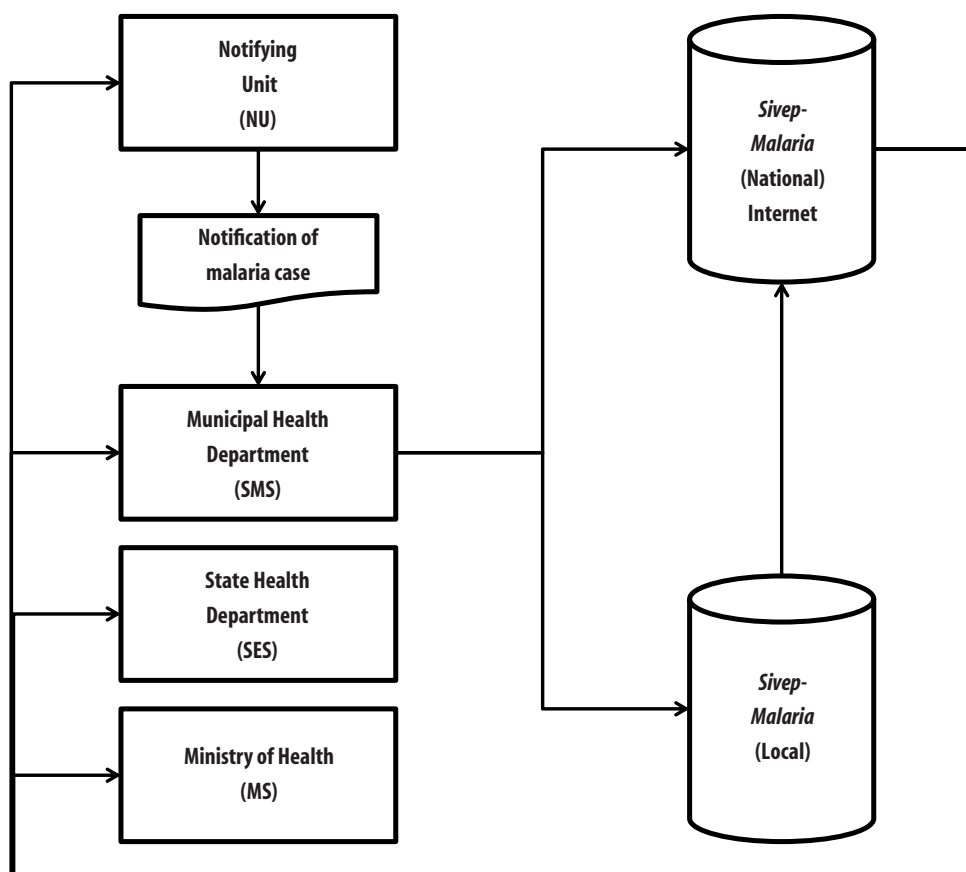 Notifying
Unit
(NU)
Notification of
malaria case
Municipal Health
Department
(SMS)
State Health
Department
(SES)
Ministry of Health
(MS)
Sivep-
Malaria
(National)
Internet
Sivep-
Malaria
(Local)